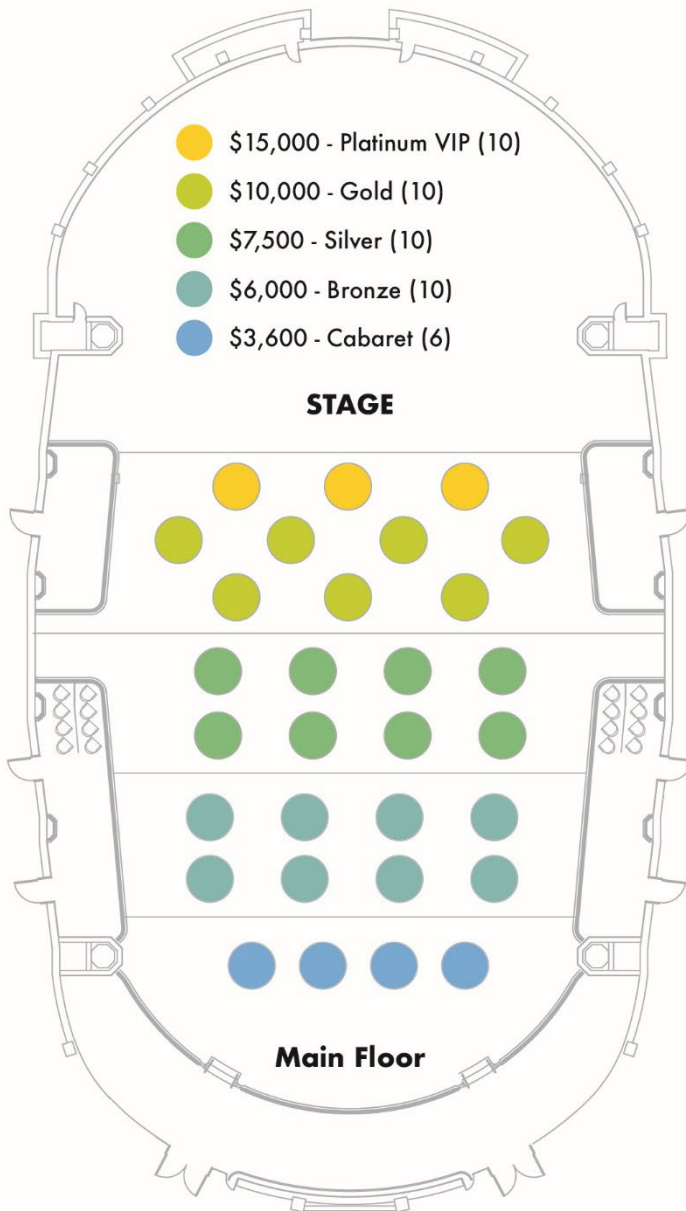 $15,000 - Platinum VIP (10)
$10,000 - Gold (10)
$7,500 - Silver (10)
$6,000 - Bronze (10)
$3,600 - Cabaret (6)
STAGE
Main Floor